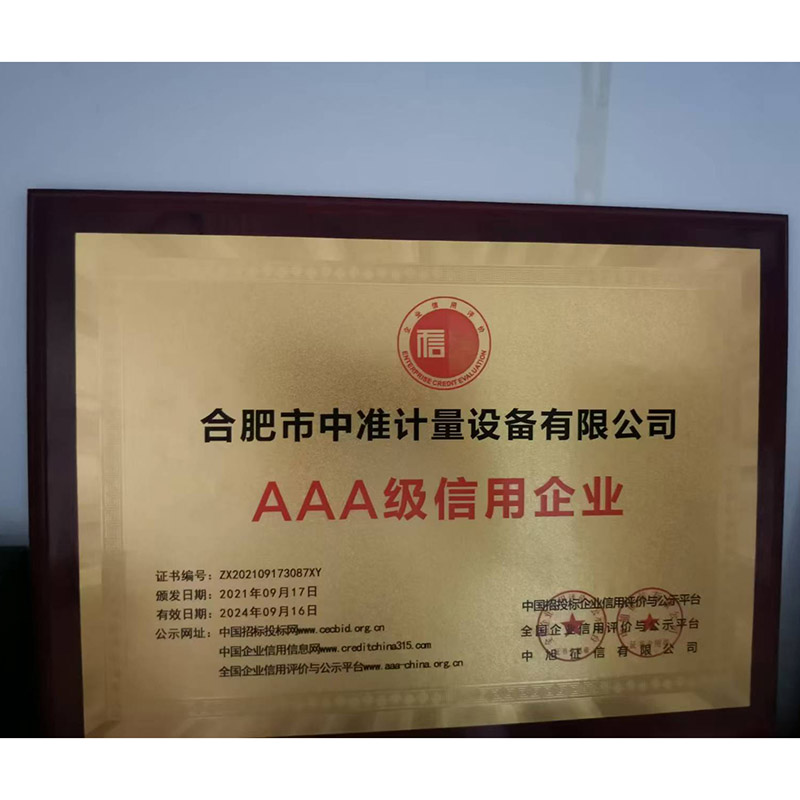 企业信用评价
信
ENTERPRISE CREDIT EVALUATION
合肥市中准计量设备有限公司
AAA级信用企业
证书编号：ZX202109173087XY
颁发日期：2021年09月17日
有效日期：2024年09月16日
公示网址：中国招标投标网www.cecbid.org.cn
中国企业信用信息网www.creditchina315.com
全国企业信用评价与公示平台www.aaa-china.org.cn
中国招投标企业信用评价与公示平台
全国企业信用评价与公示平台
中旭征信有限公司